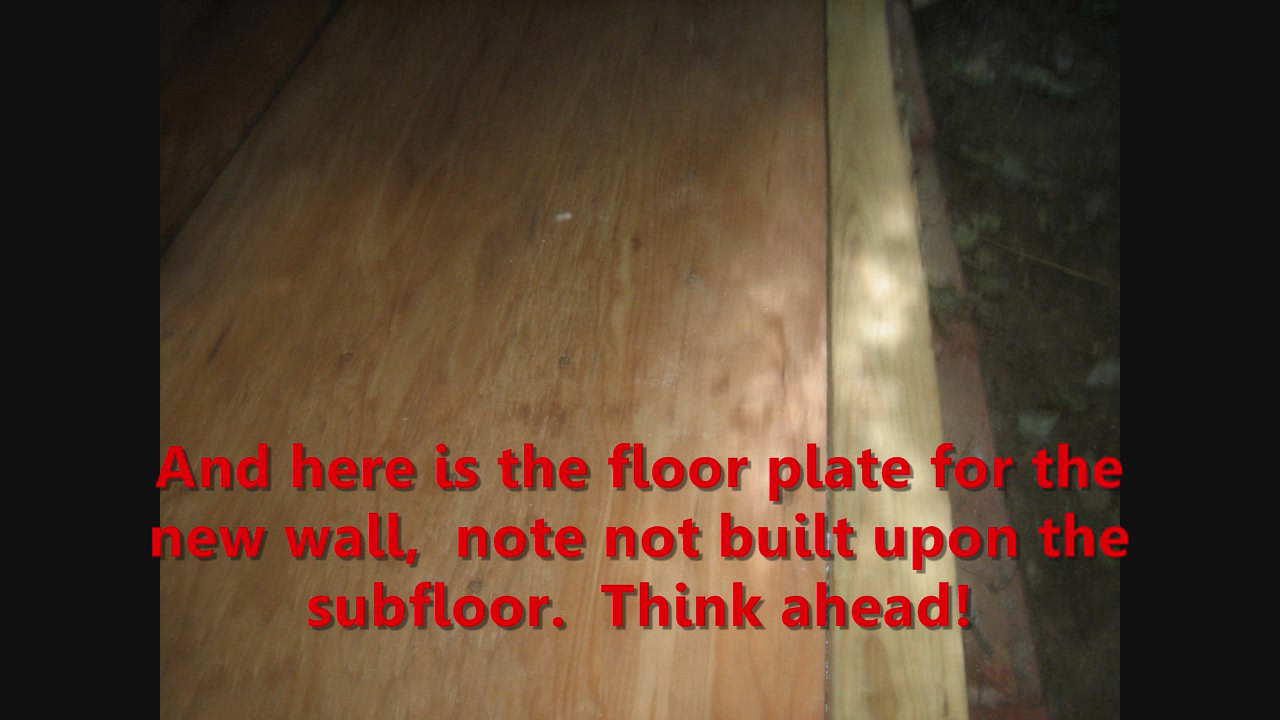 And here is the floor plate for the
new wall,  note not built upon the
subfloor.  Think ahead!